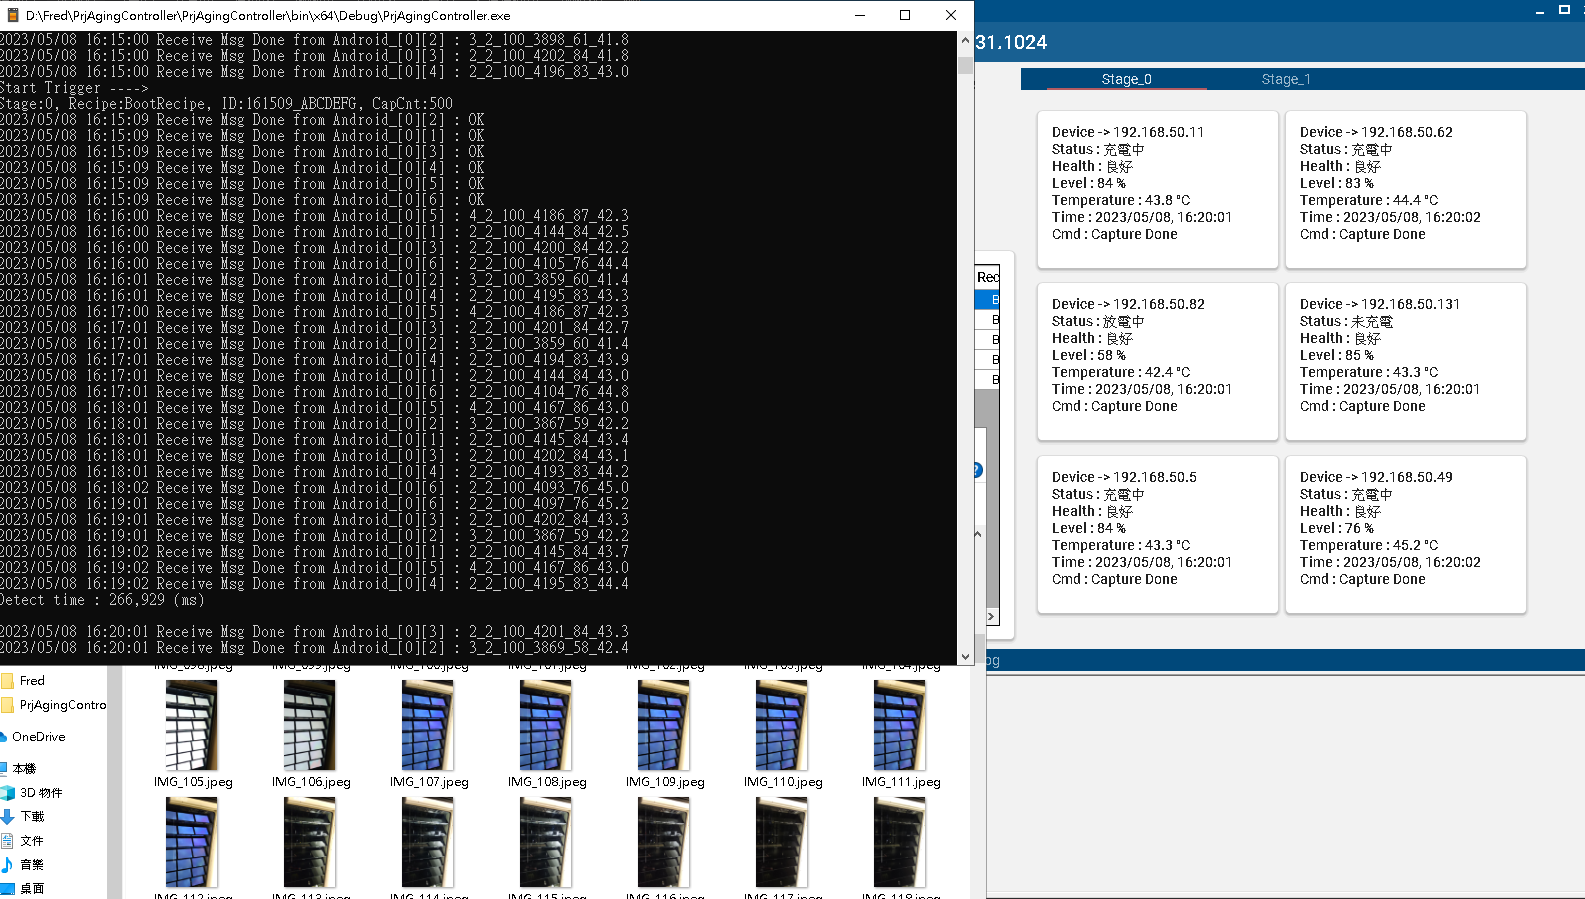 D:\Fred\PrjAgingController\PrjAgingController\bin\x64\Debug\PrjAgingController.exe
2023/05/08 16:15:00 Receive Msg Done from Android_[0][2] : 3_2_100_3898_61_41.8
2023/05/08 16:15:00 Receive Msg Done from Android_[0][3] : 2_2_100_4202_84_41.8
2023/05/08 16:15:00 Receive Msg Done from Android_[0][4] : 2_2_100_4196_83_43.0
Start Trigger ---->
Stage:0, Recipe:BootRecipe, ID:161509_ABCDEFG, CapCnt:500
2023/05/08 16:15:09 Receive Msg Done from Android_[0][2] : OK
2023/05/08 16:15:09 Receive Msg Done from Android_[0][1] : OK
2023/05/08 16:15:09 Receive Msg Done from Android_[0][3] : OK
2023/05/08 16:15:09 Receive Msg Done from Android_[0][4] : OK
2023/05/08 16:15:09 Receive Msg Done from Android_[0][5] : OK
2023/05/08 16:15:09 Receive Msg Done from Android_[0][6] : OK
2023/05/08 16:16:00 Receive Msg Done from Android_[0][5] : 4_2_100_4186_87_42.3
2023/05/08 16:16:00 Receive Msg Done from Android_[0][1] : 2_2_100_4144_84_42.5
2023/05/08 16:16:00 Receive Msg Done from Android_[0][3] : 2_2_100_4200_84_42.2
2023/05/08 16:16:00 Receive Msg Done from Android_[0][6] : 2_2_100_4105_76_44.4
2023/05/08 16:16:01 Receive Msg Done from Android_[0][2] : 3_2_100_3859_60_41.4
2023/05/08 16:16:01 Receive Msg Done from Android_[0][4] : 2_2_100_4195_83_43.3
2023/05/08 16:17:00 Receive Msg Done from Android_[0][5] : 4_2_100_4186_87_42.3
2023/05/08 16:17:01 Receive Msg Done from Android_[0][3] : 2_2_100_4201_84_42.7
2023/05/08 16:17:01 Receive Msg Done from Android_[0][2] : 3_2_100_3859_60_41.4
2023/05/08 16:17:01 Receive Msg Done from Android_[0][4] : 2_2_100_4194_83_43.9
2023/05/08 16:17:01 Receive Msg Done from Android_[0][1] : 2_2_100_4144_84_43.0
2023/05/08 16:17:01 Receive Msg Done from Android_[0][6] : 2_2_100_4104_76_44.8
2023/05/08 16:18:01 Receive Msg Done from Android_[0][5] : 4_2_100_4167_86_43.0
2023/05/08 16:18:01 Receive Msg Done from Android_[0][2] : 3_2_100_3867_59_42.2
2023/05/08 16:18:01 Receive Msg Done from Android_[0][1] : 2_2_100_4145_84_43.4
2023/05/08 16:18:01 Receive Msg Done from Android_[0][3] : 2_2_100_4202_84_43.1
2023/05/08 16:18:01 Receive Msg Done from Android_[0][4] : 2_2_100_4193_83_44.2
2023/05/08 16:18:02 Receive Msg Done from Android_[0][6] : 2_2_100_4093_76_45.0
2023/05/08 16:19:01 Receive Msg Done from Android_[0][6] : 2_2_100_4097_76_45.2
2023/05/08 16:19:01 Receive Msg Done from Android_[0][3] : 2_2_100_4202_84_43.3
2023/05/08 16:19:01 Receive Msg Done from Android_[0][2] : 3_2_100_3867_59_42.2
2023/05/08 16:19:02 Receive Msg Done from Android_[0][1] : 2_2_100_4145_84_43.7
2023/05/08 16:19:02 Receive Msg Done from Android_[0][5] : 4_2_100_4167_86_43.0
2023/05/08 16:19:02 Receive Msg Done from Android_[0][4] : 2_2_100_4195_83_44.4
Detect time : 266,929 (ms)
2023/05/08 16:20:01 Receive Msg Done from Android_[0][3] : 2_2_100_4201_84_43.3
2023/05/08 16:20:01 Receive Msg Done from Android_[0][2] : 3_2_100_3869_58_42.4
31.1024
Stage_0 Stage_1
Device -> 192.168.50.11
Status : 充電中
Health : 良好
Level : 84 %
Temperature : 43.8 °C
Time : 2023/05/08, 16:20:01
Cmd : Capture Done
Device -> 192.168.50.62
Status : 充電中
Health : 良好
Level : 83 %
Temperature : 44.4 °C
Time : 2023/05/08, 16:20:02
Cmd : Capture Done
Device -> 192.168.50.82
Status : 放電中
Health : 良好
Level : 58 %
Temperature : 42.4 °C
Time : 2023/05/08, 16:20:01
Cmd : Capture Done
Device -> 192.168.50.131
Status : 未充電
Health : 良好
Level : 85 %
Temperature : 43.3 °C
Time : 2023/05/08, 16:20:01
Cmd : Capture Done
Device -> 192.168.50.5
Status : 充電中
Health : 良好
Level : 84 %
Temperature : 43.3 °C
Time : 2023/05/08, 16:20:01
Cmd : Capture Done
Device -> 192.168.50.49
Status : 充電中
Health : 良好
Level : 76 %
Temperature : 45.2 °C
Time : 2023/05/08, 16:20:02
Cmd : Capture Done
Rec
B
B
B
B
B
og
Fred
PrjAgingContro
OneDrive
本機
3D 物件
下載
文件
音樂
桌面
IMG_098.jpeg IMG_099.jpeg IMG_100.jpeg IMG_101.jpeg IMG_102.jpeg IMG_103.jpeg IMG_104.jpeg
IMG_105.jpeg IMG_106.jpeg IMG_107.jpeg IMG_108.jpeg IMG_109.jpeg IMG_110.jpeg IMG_111.jpeg
IMG_112.jpeg IMG_113.jpeg IMG_114.jpeg IMG_115.jpeg IMG_116.jpeg IMG_117.jpeg IMG_118.jpeg